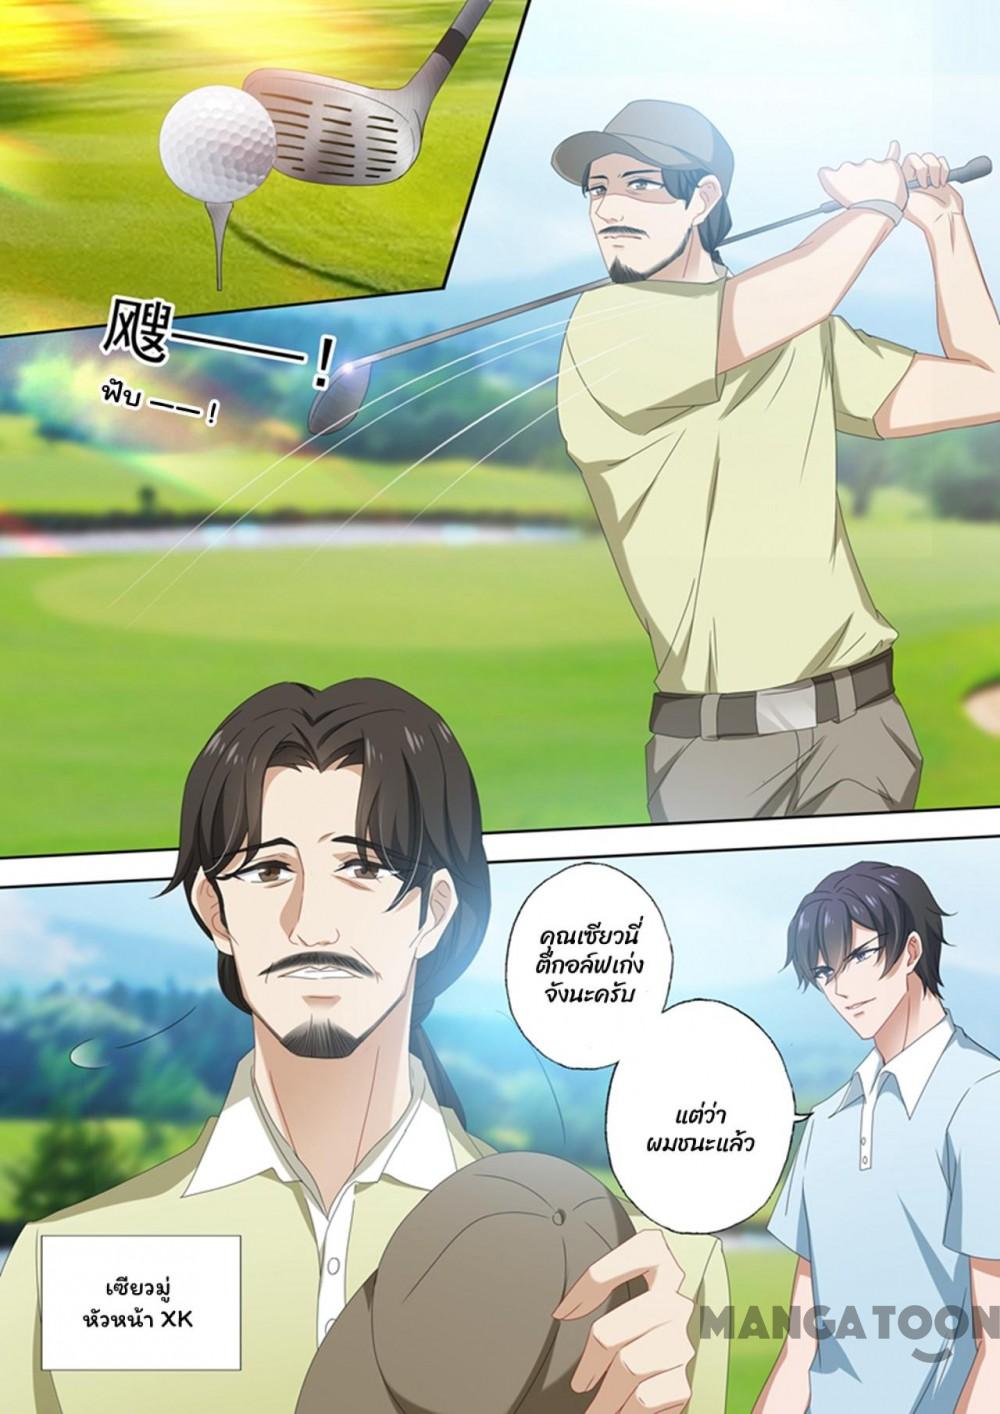 飕——！
ฟับ ——！
คุณเซียวนี่
ตีกอล์ฟเก่ง
จังนะครับ
แต่ว่า
ผมชนะแล้ว
เซียวมู่
หัวหน้า XK
MANGATOON